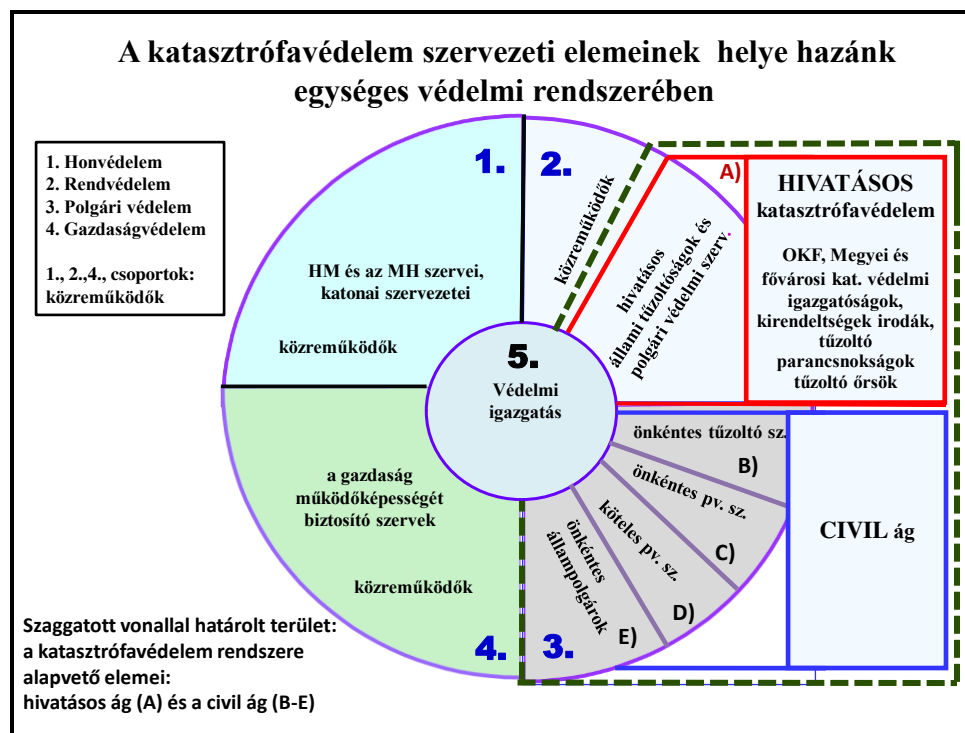 A katasztrófavédelem szervezeti elemeinek helye hazánk
egységes védelmi rendszerében
1. Honvédelem
2. Rendvédelem
3. Polgári védelem
4. Gazdaságvédelem
1., 2.,4., csoportok:
közreműködők
1.
HM és az MH szervei,
katonai szervezetei
közreműködők
2.
közreműködők
A)
hivatásos
állami tűzoltóságok és
polgári védelmi szerv.
HIVATÁSOS
katasztrófavédelem
OKF, Megyei és
fővárosi kat. védelmi
igazgatóságok,
kirendeltségek irodák,
tűzoltó
parancsnokságok
tűzoltó őrsök
5.
Védelmi
igazgatás
önkéntes tűzoltó sz.
B)
önkéntes pv. sz.
C)
köteles pv. sz.
D)
önkéntes
állampolgárok
E)
3.
CIVIL ág
a gazdaság
működőképességét
biztosító szervek
közreműködők
4.
Szaggatott vonallal határolt terület:
a katasztrófavédelem rendszere
alapvető elemei:
hivatásos ág (A) és a civil ág (B-E)